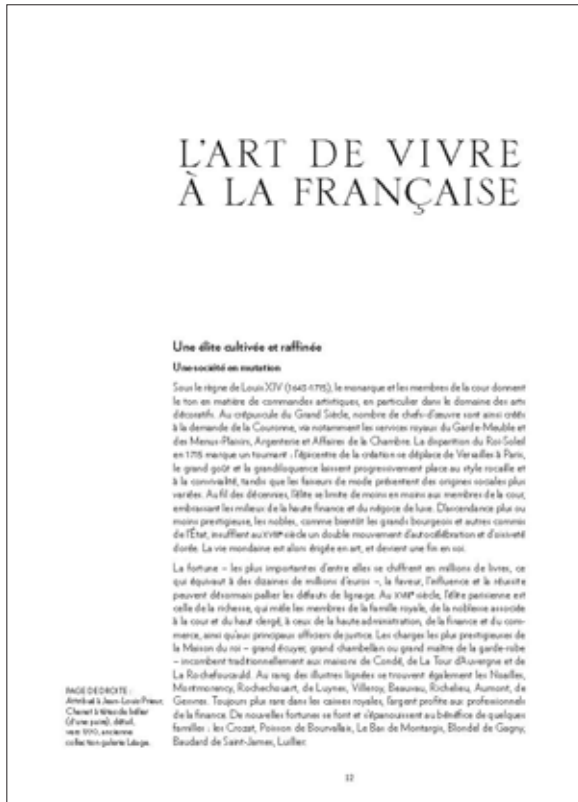 L'ART DE VIVRE
À LA FRANÇAISE
Une élite cultivée et raffinée
Une société en mutation
Sous le règne de Louis XIV (1643-1715), le monarque et les membres de la cour donnent
le ton en matière de commandes artistiques, en particulier dans le domaine des arts
décoratifs. Au crépuscule du Grand Siècle, nombre de chefs-d'œuvre sont ainsi créés
à la demande de la Couronne, via notamment les services royaux du Garde-Meuble et
des Menus-Plaisirs, Argenterie et Affaires de la Chambre. La disparition du Roi-Soleil
en 1715 marque un tournant : l'épicentre de la création se déplace de Versailles à Paris,
le grand goût et la grandiloquence laissent progressivement place au style rocaille et
à la convivialité, tandis que les faiseurs de mode présentent des origines sociales plus
variées. Au fil des décennies, l'élite se limite de moins en moins aux membres de la cour,
embrassant les milieux de la haute finance et du négoce de luxe. D'ascendance plus ou
moins prestigieuse, les nobles, comme bientôt les grands bourgeois et autres commis
de l'État, insufflent au XVIIIe siècle un double mouvement d'autocélébration et d'oisiveté
dorée. La vie mondaine est alors érigée en art, et devient une fin en soi.
La fortune – les plus importantes d'entre elles se chiffrent en millions de livres, ce
qui équivaut à des dizaines de millions d'euros –, la faveur, l'influence et la réussite
peuvent désormais pallier les défauts de lignage. Au XVIIIe siècle, l'élite parisienne est
celle de la richesse, qui mêle les membres de la famille royale, de la noblesse associée
à la cour et du haut clergé, à ceux de la haute administration, de la finance et du com-
merce, ainsi qu'aux principaux officiers de justice. Les charges les plus prestigieuses de
la Maison du roi – grand écuyer, grand chambellan ou grand maître de la garde-robe
– incombent traditionnellement aux maisons de Condé, de La Tour d'Auvergne et de
La Rochefoucauld. Au rang des illustres lignées se trouvent également les Noailles,
Montmorency, Rochechouart, de Luynes, Villeroy, Beauvau, Richelieu, Aumont, de
Gesvres. Toujours plus rare dans les caisses royales, l'argent profite aux professionnels
de la finance. De nouvelles fortunes se font et s'épanouissent au bénéfice de quelques
familles : les Crozat, Poisson de Bourvallais, Le Bas de Montargis, Blondel de Gagny,
Baudard de Saint-James, Luillier.
PAGE DE DROITE :
Attribué à Jean-Louis Prieur,
Chenet à têtes de bélier
(d'une paire), détail,
vers 1770, ancienne
collection galerie Léage.
12